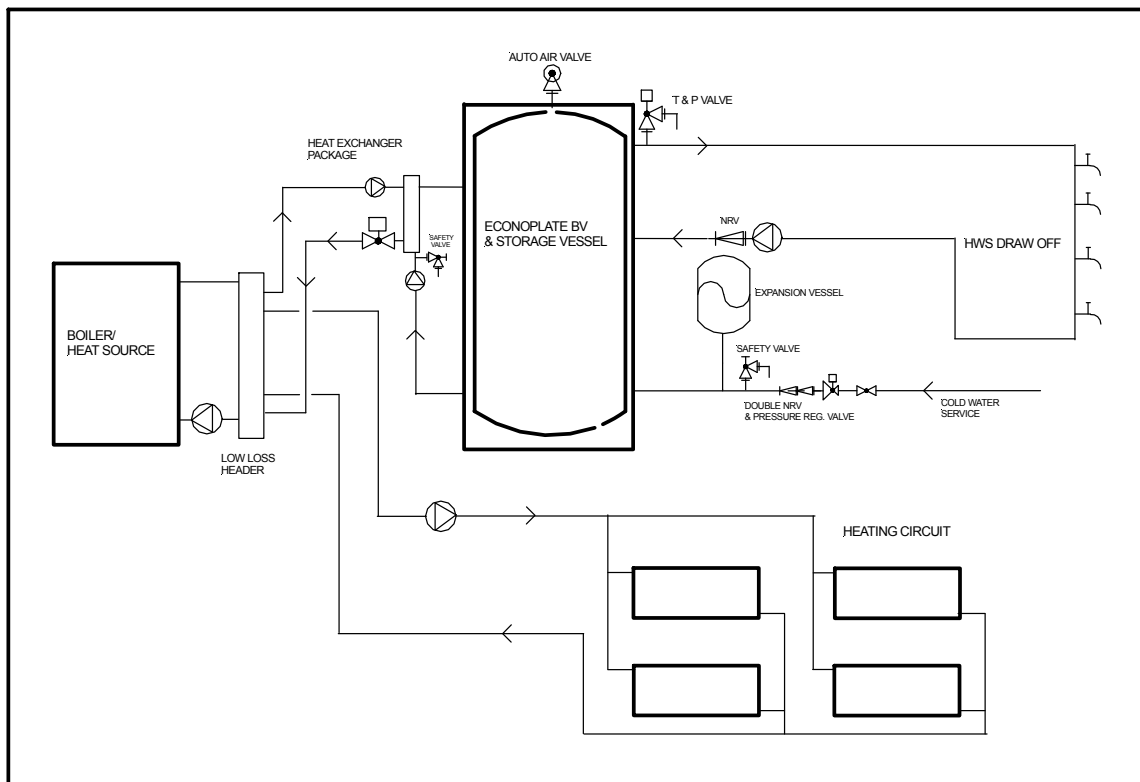 AUTO AIR VALVE
T & P VALVE
HEAT EXCHANGER
PACKAGE
SAFETY
VALVE
ECONOPLATE BV
& STORAGE VESSEL
NRV
HWS DRAW OFF
EXPANSION VESSEL
BOILER/
HEAT SOURCE
SAFETY VALVE
DOUBLE NRV
& PRESSURE REG. VALVE
COLD WATER
SERVICE
LOW LOSS
HEADER
HEATING CIRCUIT